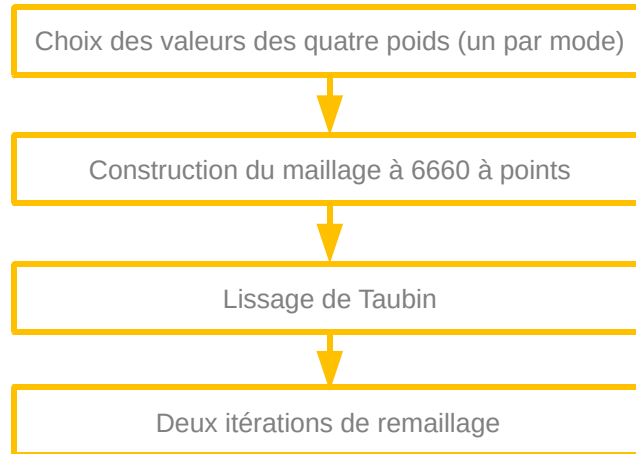 Choix des valeurs des quatre poids (un par mode)
Construction du maillage à 6660 à points
Lissage de Taubin
Deux itérations de remaillage